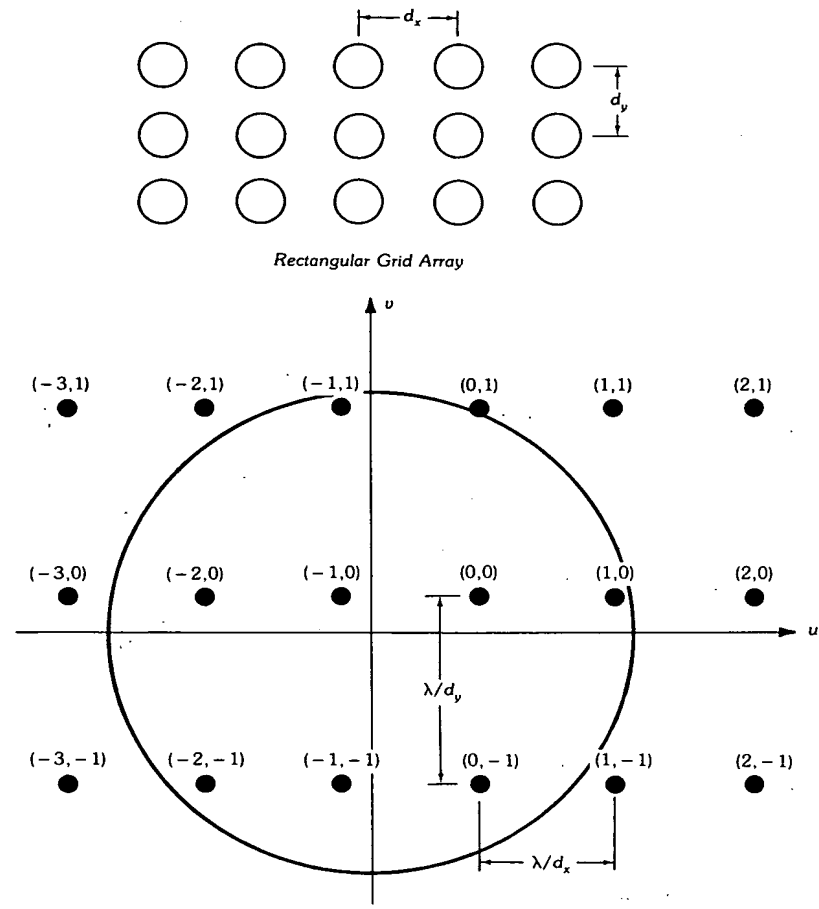 dₓ
d_y
Rectangular Grid Array
v
(−3,1) (−2,1) (−1,1) (0,1) (1,1) (2,1)
(−3,0) (−2,0) (−1,0) (0,0) (1,0) (2,0)
u
λ/d_y
(−3,−1) (−2,−1) (−1,−1) (0,−1) (1,−1) (2,−1)
λ/dₓ